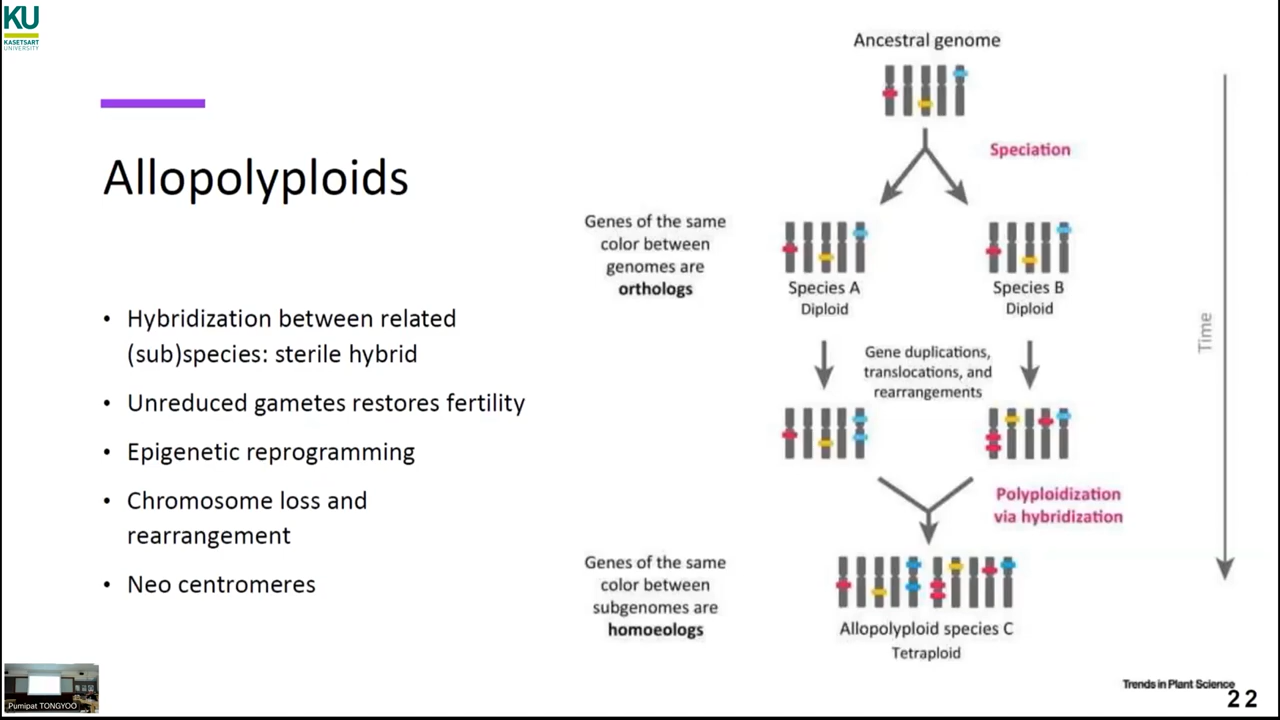 KU
KASETSART
UNIVERSITY
Allopolyploids
• Hybridization between related
(sub)species: sterile hybrid
• Unreduced gametes restores fertility
• Epigenetic reprogramming
• Chromosome loss and
rearrangement
• Neo centromeres
Ancestral genome
Speciation
Genes of the same
color between
genomes are
orthologs
Species A
Diploid
Species B
Diploid
Gene duplications,
translocations, and
rearrangements
Polyploidization
via hybridization
Genes of the same
color between
subgenomes are
homoeologs
Allopolyploid species C
Tetraploid
Time
Trends in Plant Science
22
Pumipat TONGYOO